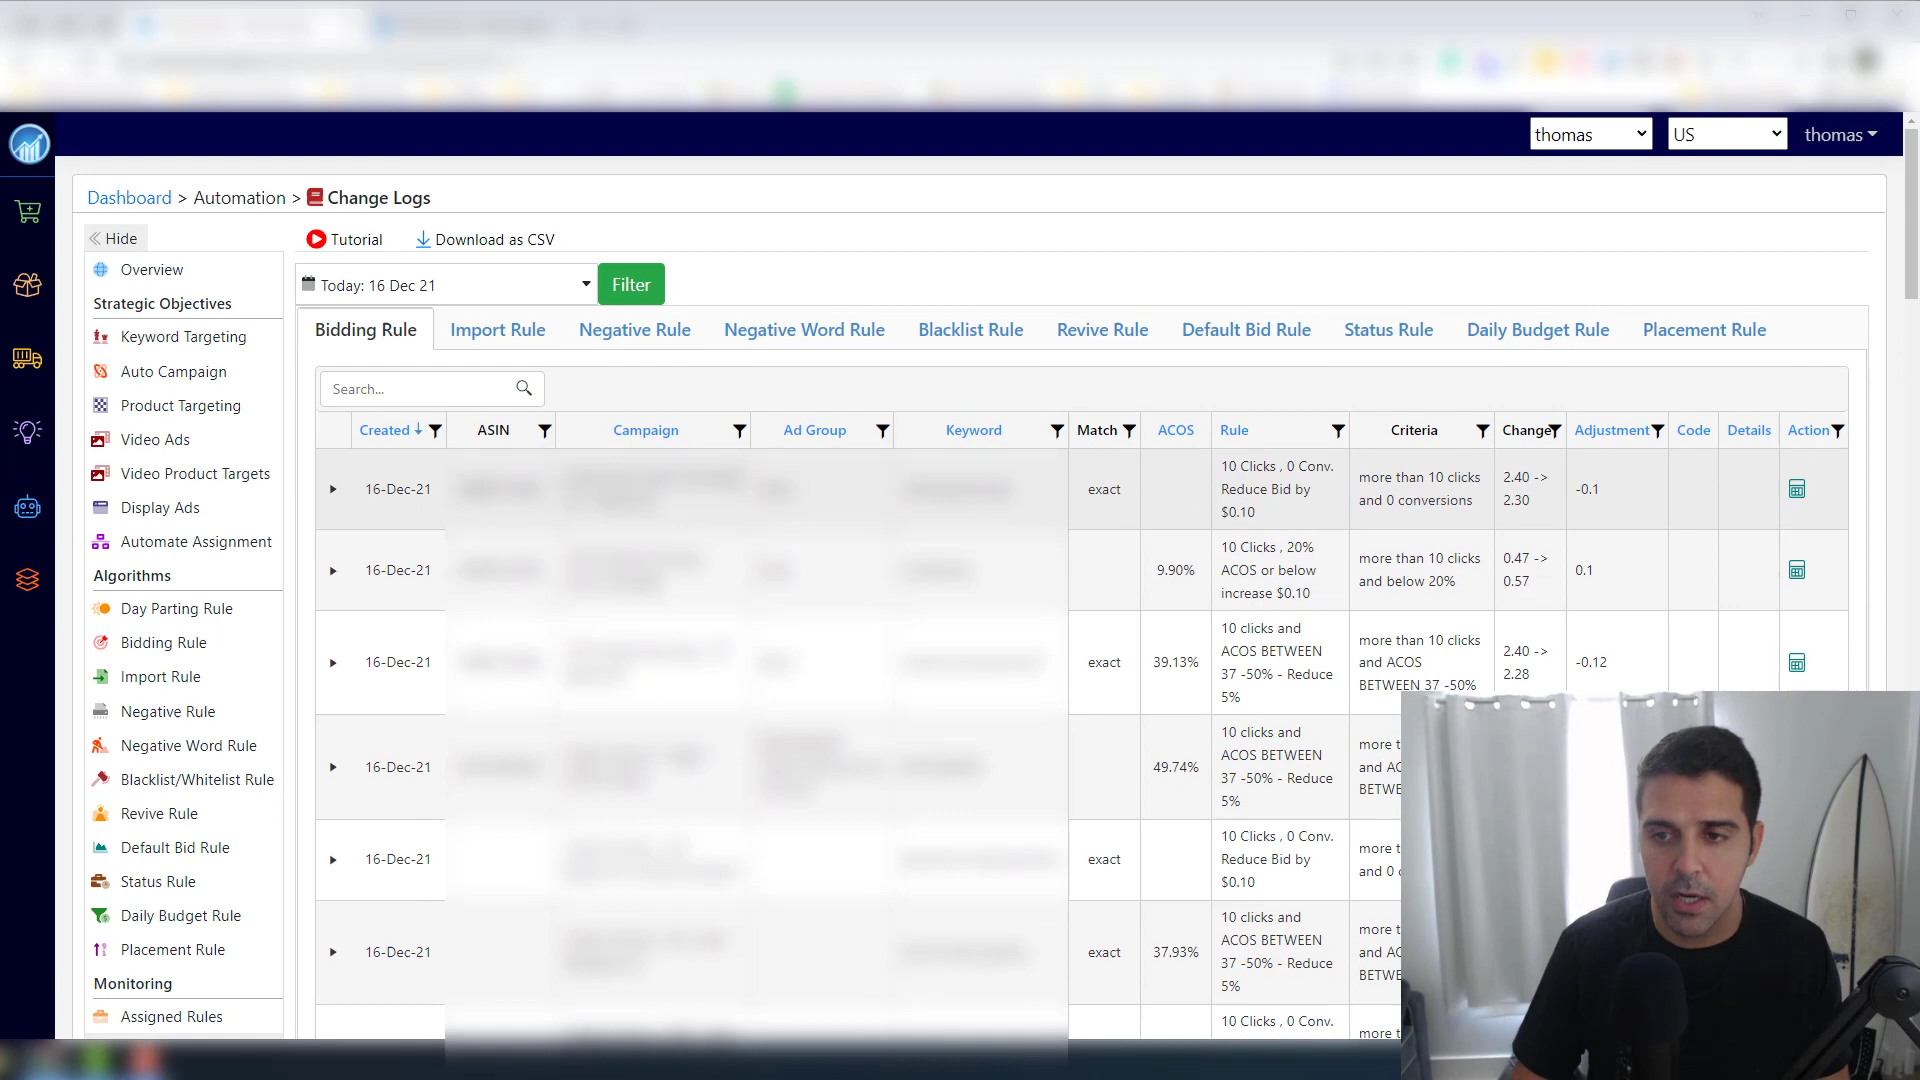 thomas
US
thomas
Dashboard > Automation > Change Logs
Hide
Tutorial
Download as CSV
Today: 16 Dec 21
Filter
Overview
Strategic Objectives
Keyword Targeting
Auto Campaign
Product Targeting
Video Ads
Video Product Targets
Display Ads
Automate Assignment
Algorithms
Day Parting Rule
Bidding Rule
Import Rule
Negative Rule
Negative Word Rule
Blacklist/Whitelist Rule
Revive Rule
Default Bid Rule
Status Rule
Daily Budget Rule
Placement Rule
Monitoring
Assigned Rules
Bidding Rule
Import Rule
Negative Rule
Negative Word Rule
Blacklist Rule
Revive Rule
Default Bid Rule
Status Rule
Daily Budget Rule
Placement Rule
Search...
Created
ASIN
Campaign
Ad Group
Keyword
Match
ACOS
Rule
Criteria
Change
Adjustment
Code
Details
Action
16-Dec-21
exact
10 Clicks , 0 Conv.
Reduce Bid by
$0.10
more than 10 clicks
and 0 conversions
2.40 ->
2.30
-0.1
16-Dec-21
9.90%
10 Clicks , 20%
ACOS or below
increase $0.10
more than 10 clicks
and below 20%
0.47 ->
0.57
0.1
16-Dec-21
exact
39.13%
10 clicks and
ACOS BETWEEN
37 -50% - Reduce
5%
more than 10 clicks
and ACOS
BETWEEN 37 -50%
2.40 ->
2.28
-0.12
16-Dec-21
49.74%
10 clicks and
ACOS BETWEEN
37 -50% - Reduce
5%
more t
and AC
BETWE
16-Dec-21
exact
10 Clicks , 0 Conv.
Reduce Bid by
$0.10
more t
and 0 c
16-Dec-21
exact
37.93%
10 clicks and
ACOS BETWEEN
37 -50% - Reduce
5%
more t
and AC
BETWE
10 Clicks , 0 Conv.
more t